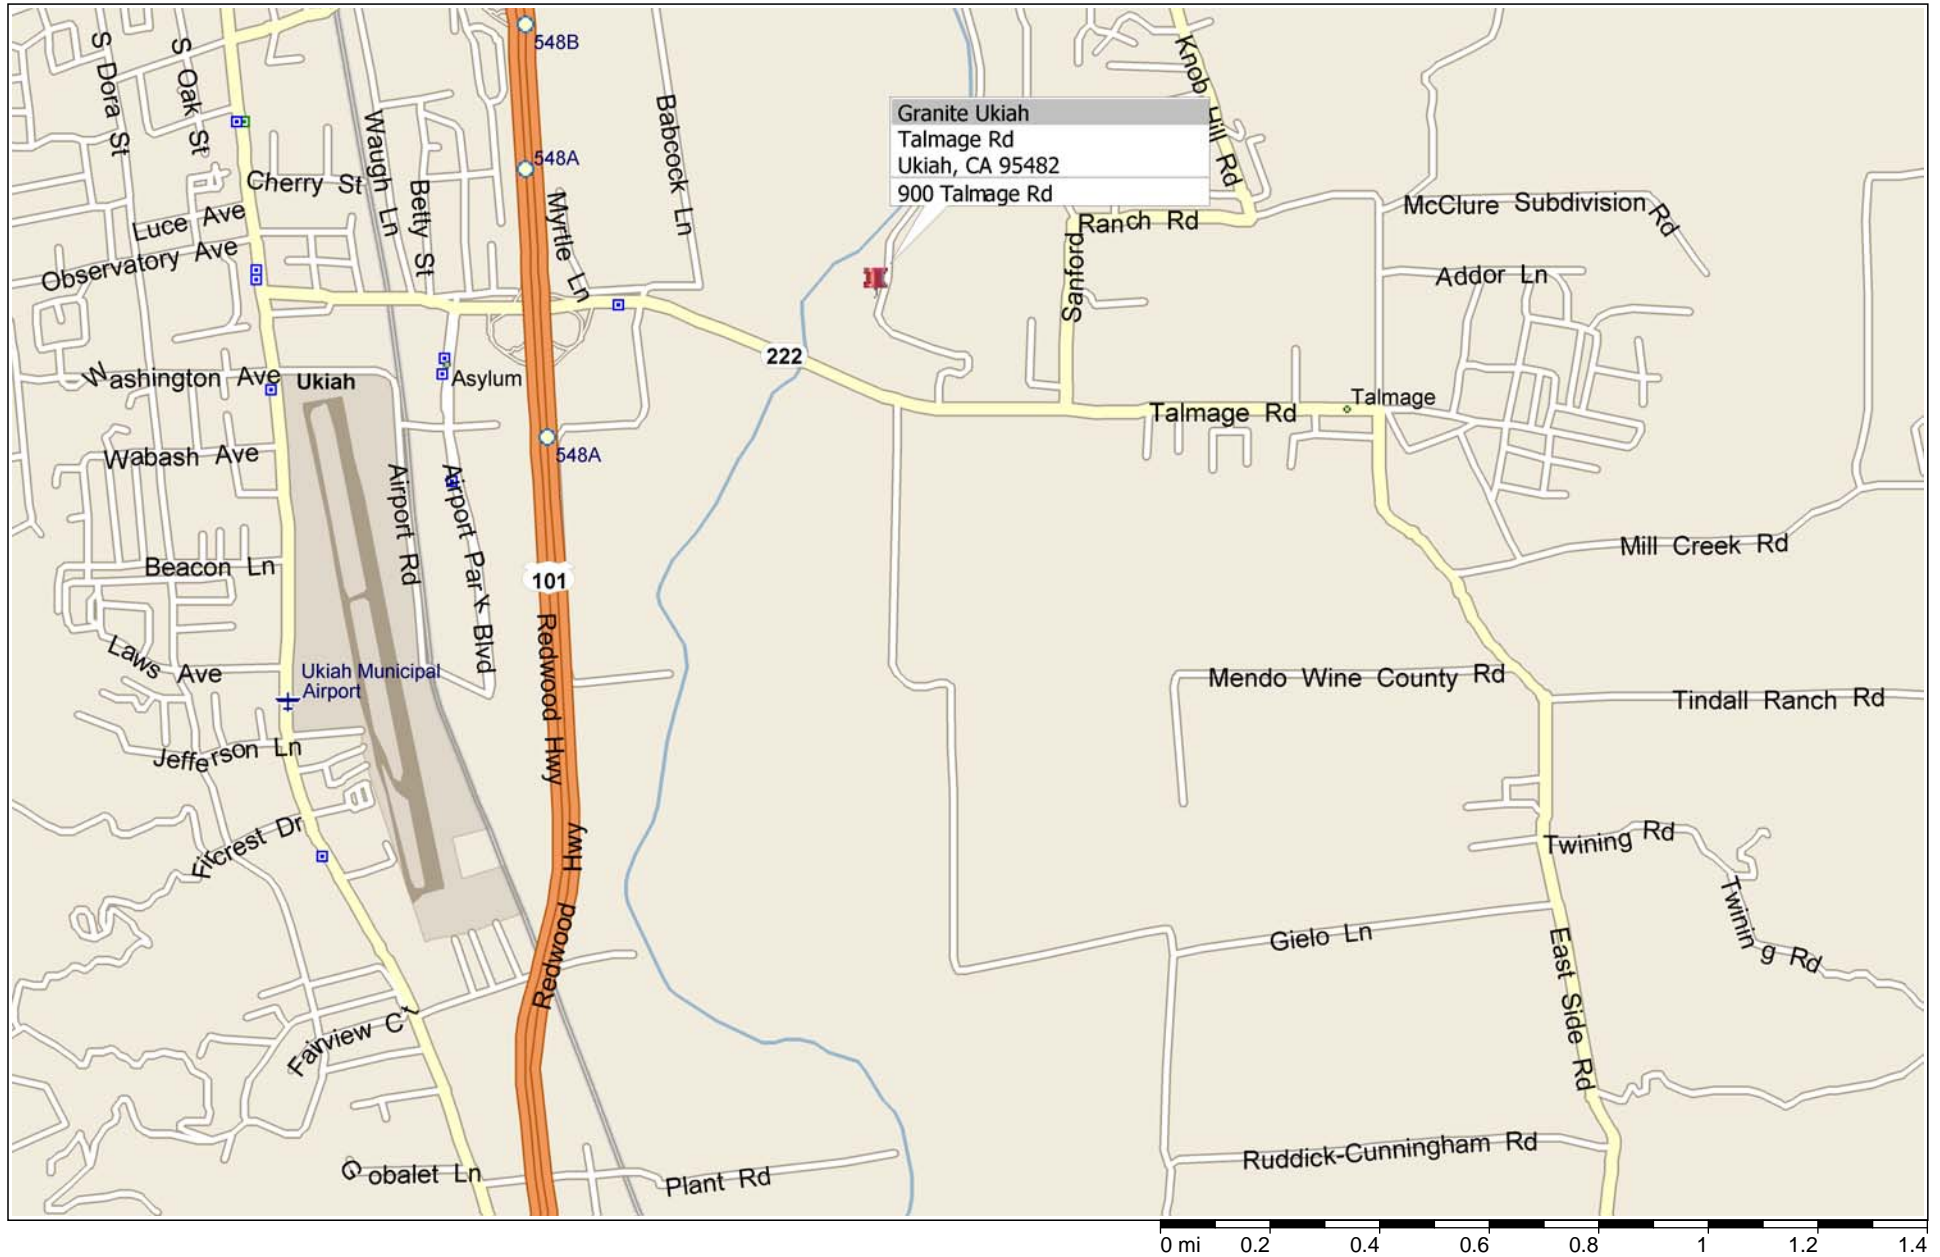 548B
S Dora St
S Oak St
Knob Hill Rd
Granite Ukiah
Talmage Rd
Ukiah, CA 95482
900 Talmage Rd
Babcock Ln
Waugh Ln
548A
Cherry St
Betty St
Myrtle Ln
Luce Ave
Ranch Rd
McClure Subdivision Rd
Observatory Ave
Sanford
Addor Ln
222
Washington Ave
Ukiah
Asylum
Talmage
Talmage Rd
Wabash Ave
548A
Airport Rd
Airport Park Blvd
Mill Creek Rd
Beacon Ln
101
Redwood Hwy
Laws Ave
Ukiah Municipal
Airport
Mendo Wine County Rd
Tindall Ranch Rd
Jefferson Ln
Fircrest Dr
Redwood Hwy
Twining Rd
Twining Rd
Gielo Ln
East Side Rd
Fairview Ct
Ruddick-Cunningham Rd
Gobalet Ln
Plant Rd
0 mi 0.2 0.4 0.6 0.8 1 1.2 1.4